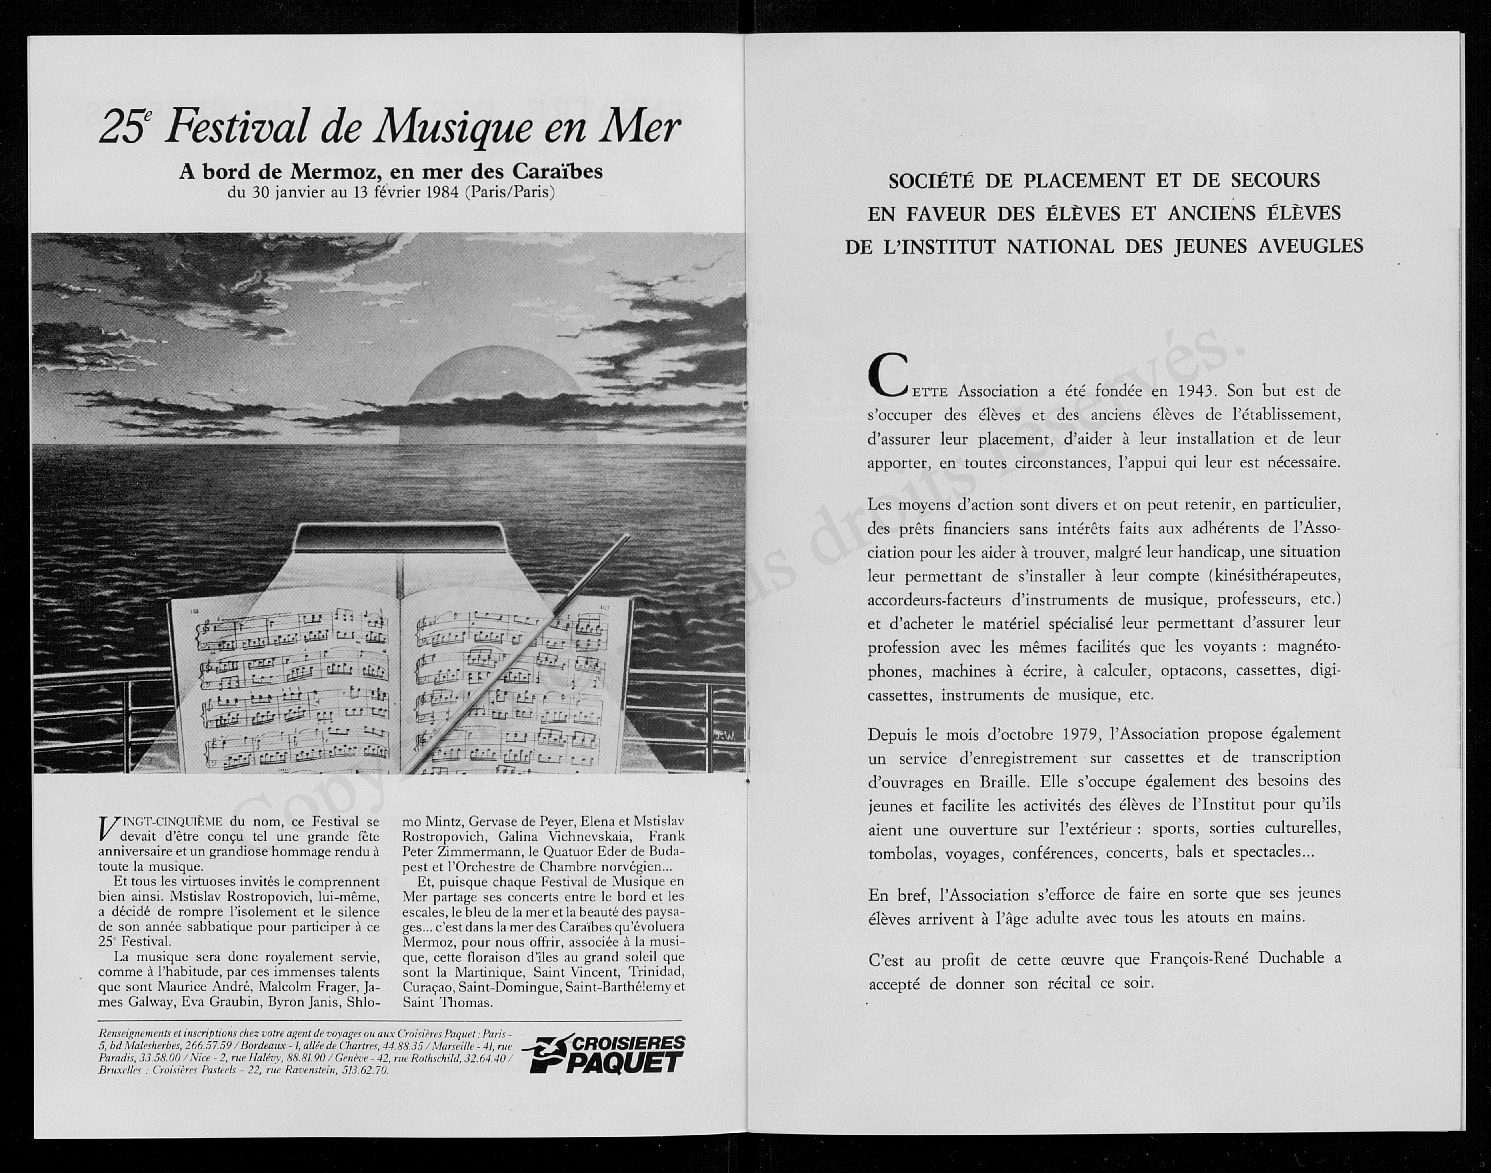 25e Festival de Musique en Mer
A bord de Mermoz, en mer des Caraïbes
du 30 janvier au 13 février 1984 (Paris/Paris)
J.W.
VINGT-CINQUIÈME du nom, ce Festival se
devait d'être conçu tel une grande fête
anniversaire et un grandiose hommage rendu à
toute la musique.
Et tous les virtuoses invités le comprennent
bien ainsi. Mstislav Rostropovich, lui-même,
a décidé de rompre l'isolement et le silence
de son année sabbatique pour participer à ce
25e Festival.
La musique sera donc royalement servie,
comme à l'habitude, par ces immenses talents
que sont Maurice André, Malcolm Frager, Ja-
mes Galway, Eva Graubin, Byron Janis, Shlo-
mo Mintz, Gervase de Peyer, Elena et Mstislav
Rostropovich, Galina Vichnevskaia, Frank
Peter Zimmermann, le Quatuor Eder de Buda-
pest et l'Orchestre de Chambre norvégien...
Et, puisque chaque Festival de Musique en
Mer partage ses concerts entre le bord et les
escales, le bleu de la mer et la beauté des paysa-
ges... c'est dans la mer des Caraïbes qu'évoluera
Mermoz, pour nous offrir, associée à la musi-
que, cette floraison d'îles au grand soleil que
sont la Martinique, Saint Vincent, Trinidad,
Curaçao, Saint-Domingue, Saint-Barthélemy et
Saint Thomas.
Renseignements et inscriptions chez votre agent de voyages ou aux Croisières Paquet : Paris -
5, bd Malesherbes, 266.57.59 / Bordeaux - 1, allée de Chartres, 44.88.35 / Marseille - 41, rue
Paradis, 33.58.00 / Nice - 2, rue Halévy, 88.81.90 / Genève - 42, rue Rothschild, 32.64.40 /
Bruxelles : Croisières Pasteels - 22, rue Ravenstein, 513.62.70.
CROISIERES
PAQUET
SOCIÉTÉ DE PLACEMENT ET DE SECOURS
EN FAVEUR DES ÉLÈVES ET ANCIENS ÉLÈVES
DE L'INSTITUT NATIONAL DES JEUNES AVEUGLES
CETTE Association a été fondée en 1943. Son but est de
s'occuper des élèves et des anciens élèves de l'établissement,
d'assurer leur placement, d'aider à leur installation et de leur
apporter, en toutes circonstances, l'appui qui leur est nécessaire.
Les moyens d'action sont divers et on peut retenir, en particulier,
des prêts financiers sans intérêts faits aux adhérents de l'Asso-
ciation pour les aider à trouver, malgré leur handicap, une situation
leur permettant de s'installer à leur compte (kinésithérapeutes,
accordeurs-facteurs d'instruments de musique, professeurs, etc.)
et d'acheter le matériel spécialisé leur permettant d'assurer leur
profession avec les mêmes facilités que les voyants : magnéto-
phones, machines à écrire, à calculer, optacons, cassettes, digi-
cassettes, instruments de musique, etc.
Depuis le mois d'octobre 1979, l'Association propose également
un service d'enregistrement sur cassettes et de transcription
d'ouvrages en Braille. Elle s'occupe également des besoins des
jeunes et facilite les activités des élèves de l'Institut pour qu'ils
aient une ouverture sur l'extérieur : sports, sorties culturelles,
tombolas, voyages, conférences, concerts, bals et spectacles...
En bref, l'Association s'efforce de faire en sorte que ses jeunes
élèves arrivent à l'âge adulte avec tous les atouts en mains.
C'est au profit de cette œuvre que François-René Duchable a
accepté de donner son récital ce soir.